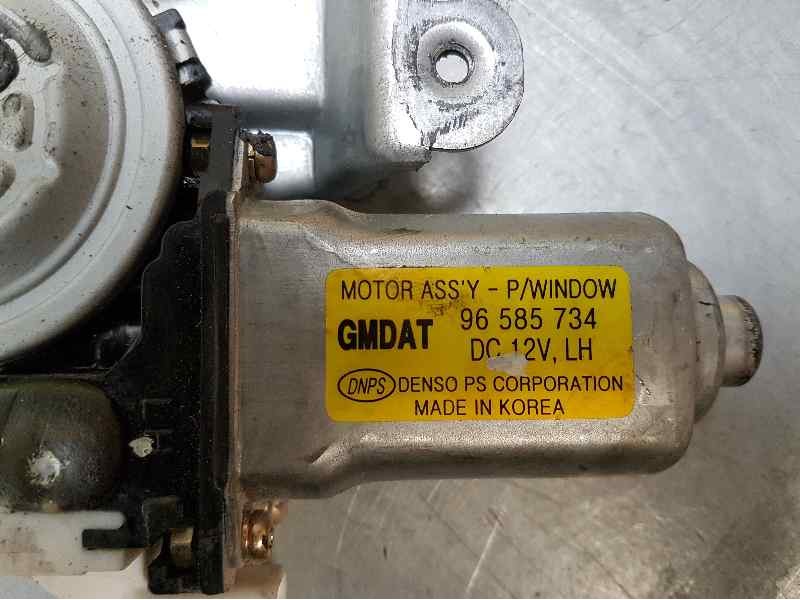 MOTOR ASS'Y - P/WINDOW
GMDAT 96 585 734
DC 12V, LH
DNPS DENSO PS CORPORATION
MADE IN KOREA